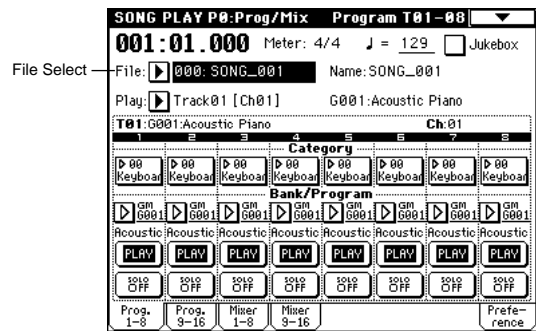 SONG PLAY P0:Prog/Mix Program T01-08
001:01.000 Meter: 4/4 ♩ = 129 Jukebox
File Select
File: 000: SONG_001 Name:SONG_001
Play: Track01 [Ch01] G001:Acoustic Piano
T01:G001:Acoustic Piano Ch:01
1 2 3 4 5 6 7 8
Category
00 00 00 00 00 00 00 00
Keyboar Keyboar Keyboar Keyboar Keyboar Keyboar Keyboar Keyboar
Bank/Program
GM GM GM GM GM GM GM GM
G001 G001 G001 G001 G001 G001 G001 G001
Acoustic Acoustic Acoustic Acoustic Acoustic Acoustic Acoustic Acoustic
PLAY PLAY PLAY PLAY PLAY PLAY PLAY PLAY
SOLO SOLO SOLO SOLO SOLO SOLO SOLO SOLO
OFF OFF OFF OFF OFF OFF OFF OFF
Prog. Prog. Mixer Mixer Prefe-
1-8 9-16 1-8 9-16 rence